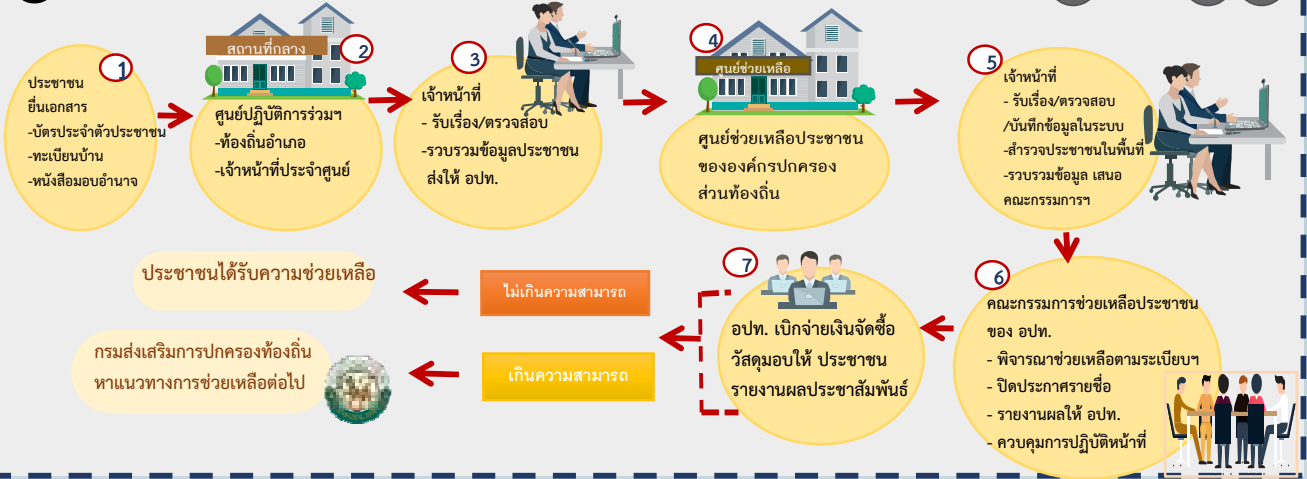 1
ประชาชน
ยื่นเอกสาร
-บัตรประจำตัวประชาชน
-ทะเบียนบ้าน
-หนังสือมอบอำนาจ
สถานที่กลาง
2
ศูนย์ปฏิบัติการร่วมฯ
-ท้องถิ่นอำเภอ
-เจ้าหน้าที่ประจำศูนย์
3
เจ้าหน้าที่
- รับเรื่อง/ตรวจสอบ
-รวบรวมข้อมูลประชาชน
ส่งให้ อปท.
4
ศูนย์ช่วยเหลือ
ศูนย์ช่วยเหลือประชาชน
ขององค์กรปกครอง
ส่วนท้องถิ่น
5
เจ้าหน้าที่
- รับเรื่อง/ตรวจสอบ
/บันทึกข้อมูลในระบบ
-สำรวจประชาชนในพื้นที่
-รวบรวมข้อมูล เสนอ
คณะกรรมการฯ
6
คณะกรรมการช่วยเหลือประชาชน
ของ อปท.
- พิจารณาช่วยเหลือตามระเบียบฯ
- ปิดประกาศรายชื่อ
- รายงานผลให้ อปท.
- ควบคุมการปฏิบัติหน้าที่
7
อปท. เบิกจ่ายเงินจัดซื้อ
วัสดุมอบให้ ประชาชน
รายงานผลประชาสัมพันธ์
ไม่เกินความสามารถ
ประชาชนได้รับความช่วยเหลือ
เกินความสามารถ
กรมส่งเสริมการปกครองท้องถิ่น
หาแนวทางการช่วยเหลือต่อไป